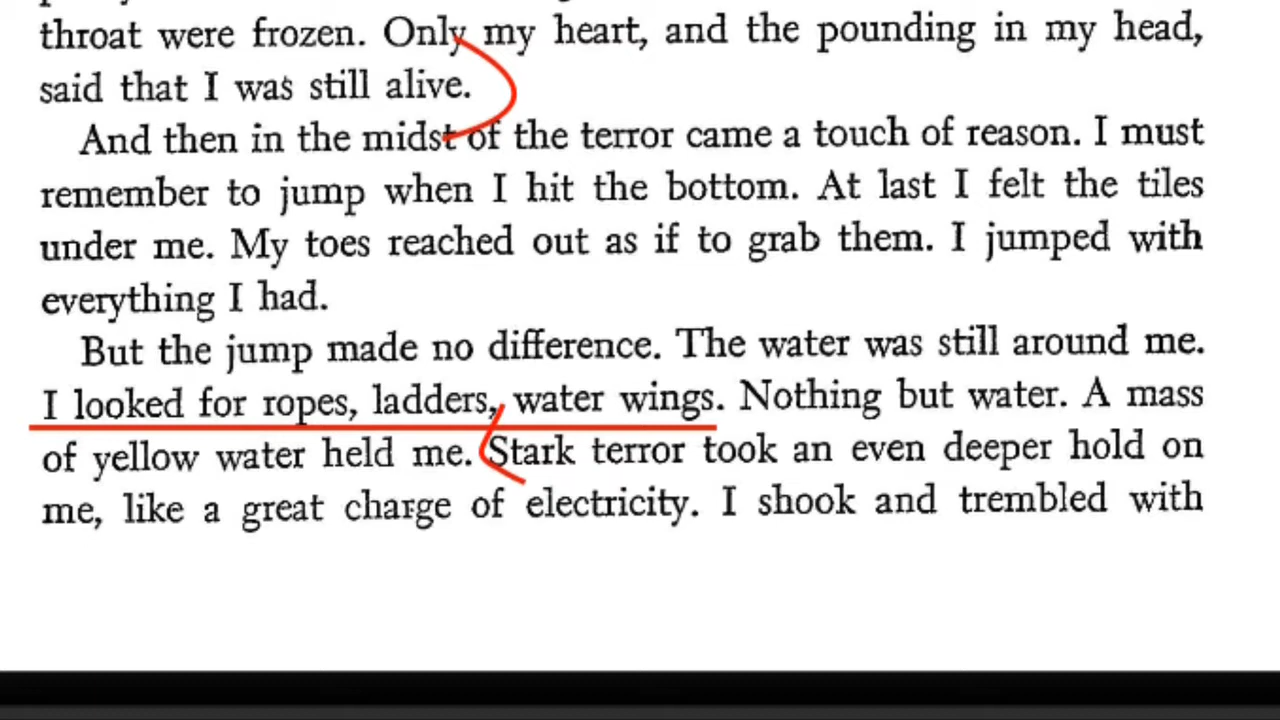 throat were frozen. Only my heart, and the pounding in my head,
said that I was still alive.
And then in the midst of the terror came a touch of reason. I must
remember to jump when I hit the bottom. At last I felt the tiles
under me. My toes reached out as if to grab them. I jumped with
everything I had.
But the jump made no difference. The water was still around me.
I looked for ropes, ladders, water wings. Nothing but water. A mass
of yellow water held me. Stark terror took an even deeper hold on
me, like a great charge of electricity. I shook and trembled with